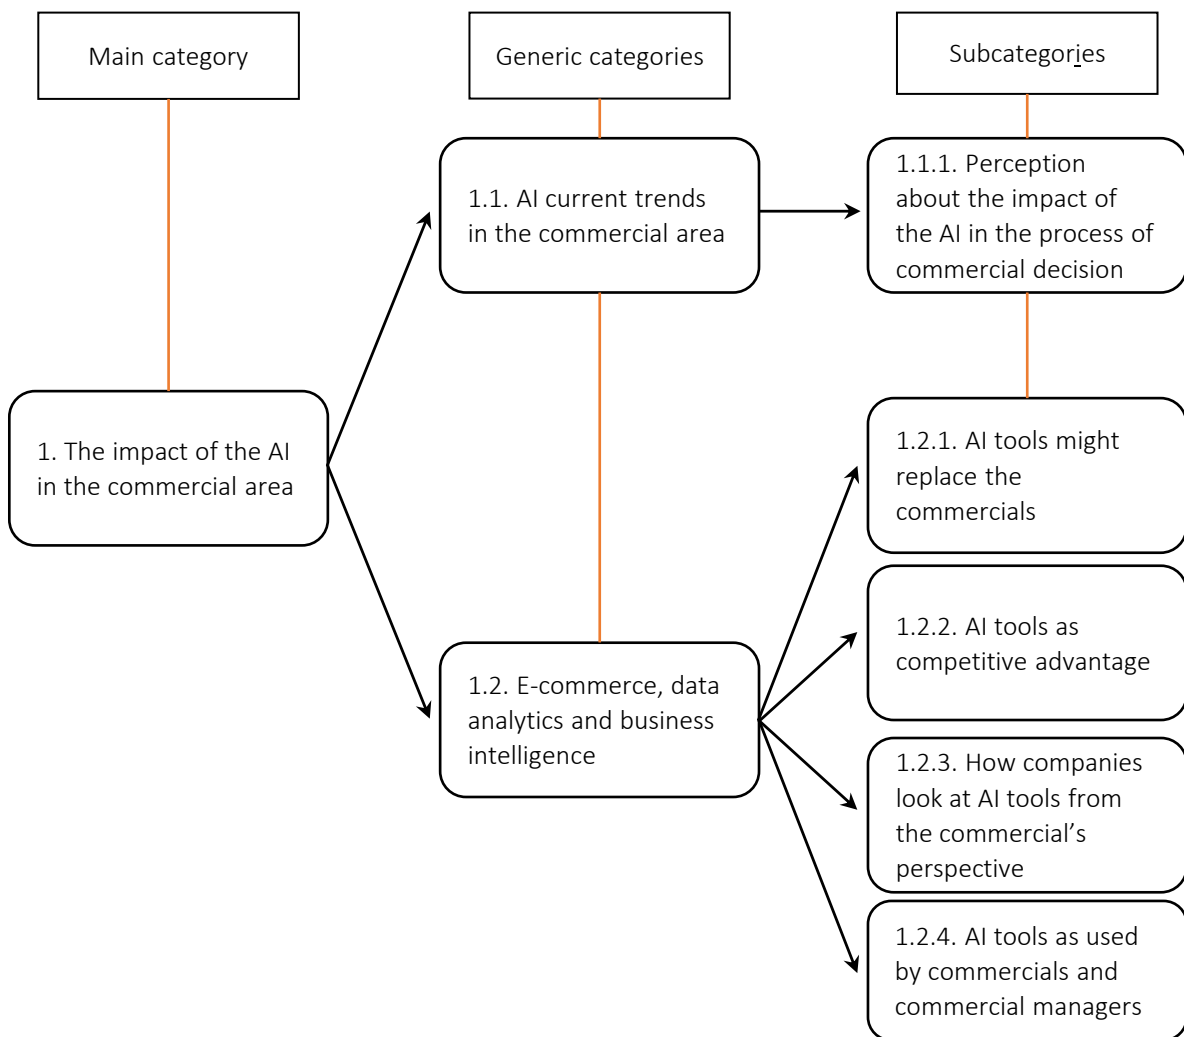 Main category
Generic categories
Subcategories
1.1. AI current trends
in the commercial area
1.1.1. Perception
about the impact of
the AI in the process of
commercial decision
1. The impact of the AI
in the commercial area
1.2. E-commerce, data
analytics and business
intelligence
1.2.1. AI tools might
replace the
commercials
1.2.2. AI tools as
competitive advantage
1.2.3. How companies
look at AI tools from
the commercial’s
perspective
1.2.4. AI tools as used
by commercials and
commercial managers